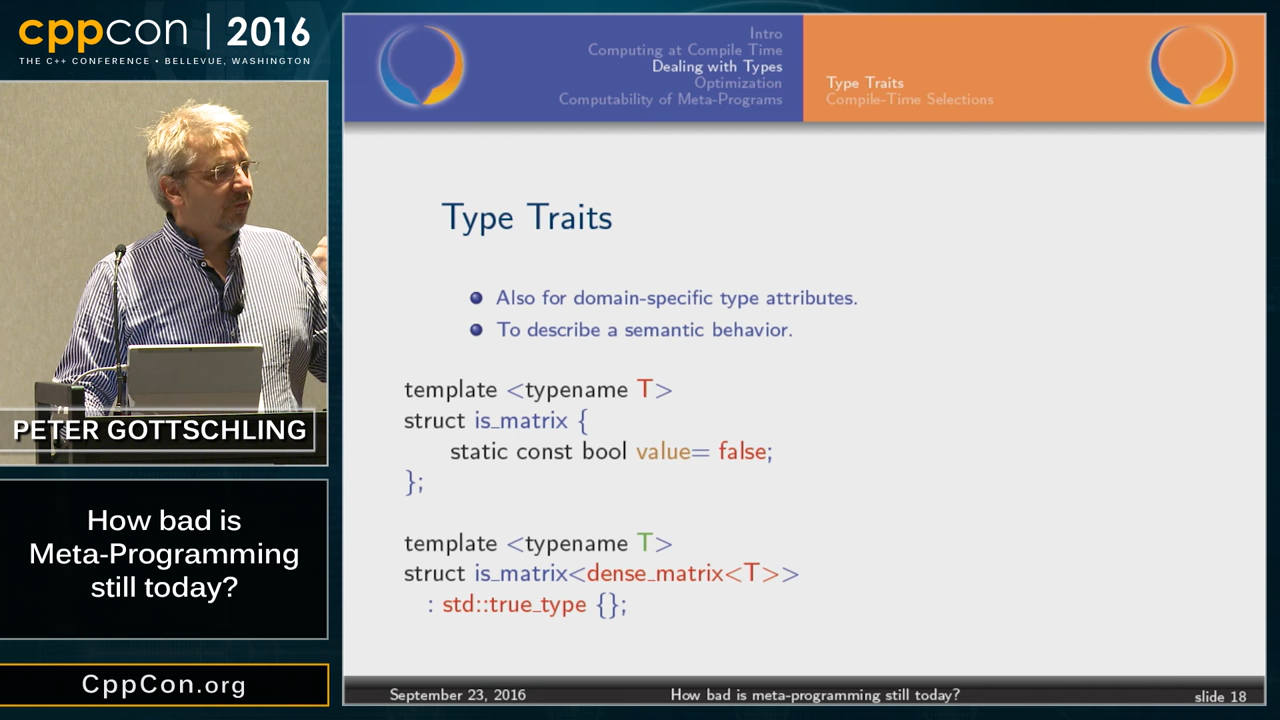 cppcon | 2016
THE C++ CONFERENCE • BELLEVUE, WASHINGTON
PETER GOTTSCHLING
How bad is
Meta-Programming
still today?
CppCon.org
Intro
Computing at Compile Time
Dealing with Types
Optimization
Computability of Meta-Programs
Type Traits
Compile-Time Selections
Type Traits
Also for domain-specific type attributes.
To describe a semantic behavior.
template <typename T>
struct is_matrix {
static const bool value= false;
};
template <typename T>
struct is_matrix<dense_matrix<T>>
: std::true_type {};
September 23, 2016
How bad is meta-programming still today?
slide 18